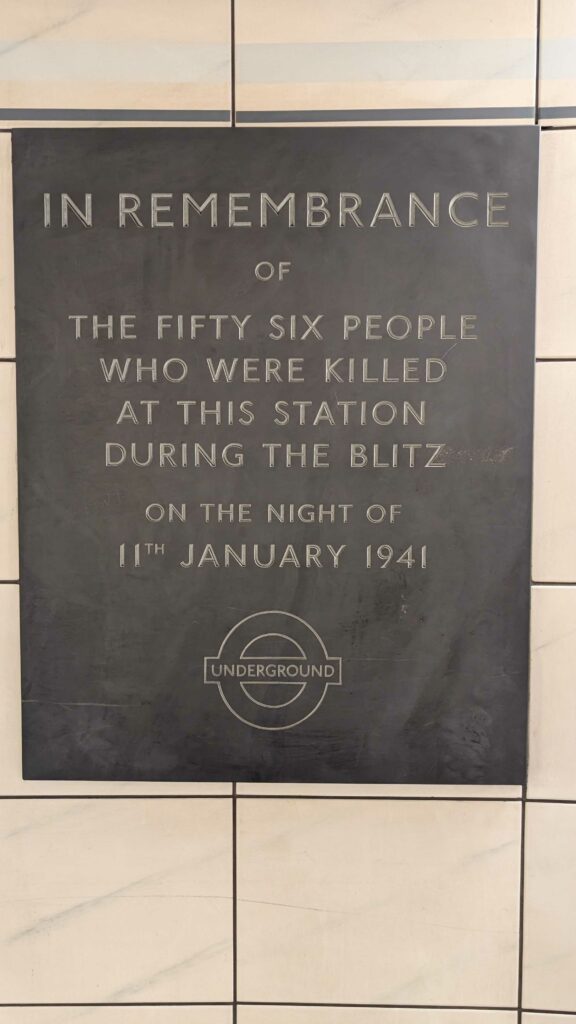 IN REMEMBRANCE
OF
THE FIFTY SIX PEOPLE
WHO WERE KILLED
AT THIS STATION
DURING THE BLITZ
ON THE NIGHT OF
11TH JANUARY 1941
UNDERGROUND